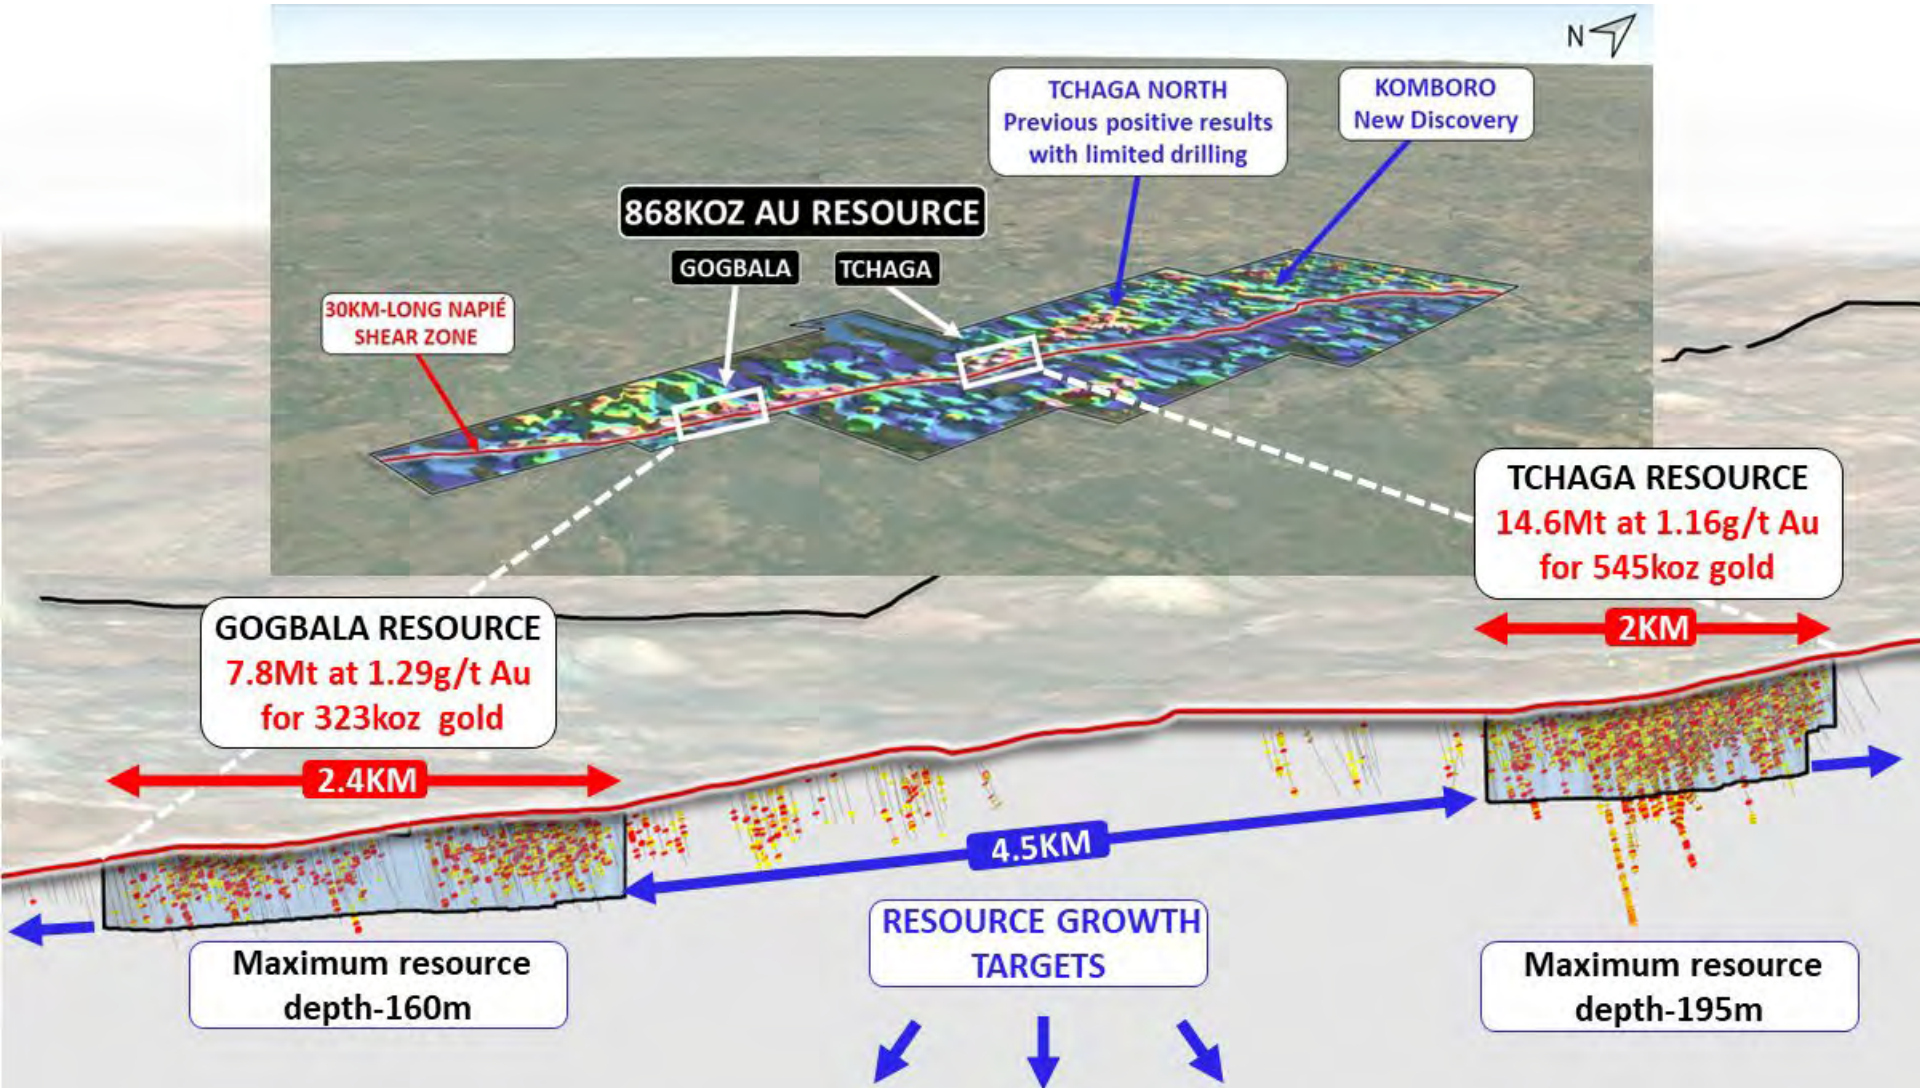 N
TCHAGA NORTH
Previous positive results
with limited drilling
KOMBORO
New Discovery
868KOZ AU RESOURCE
GOGBALA
TCHAGA
30KM-LONG NAPIÉ
SHEAR ZONE
TCHAGA RESOURCE
14.6Mt at 1.16g/t Au
for 545koz gold
2KM
GOGBALA RESOURCE
7.8Mt at 1.29g/t Au
for 323koz gold
2.4KM
4.5KM
RESOURCE GROWTH
TARGETS
Maximum resource
depth-160m
Maximum resource
depth-195m